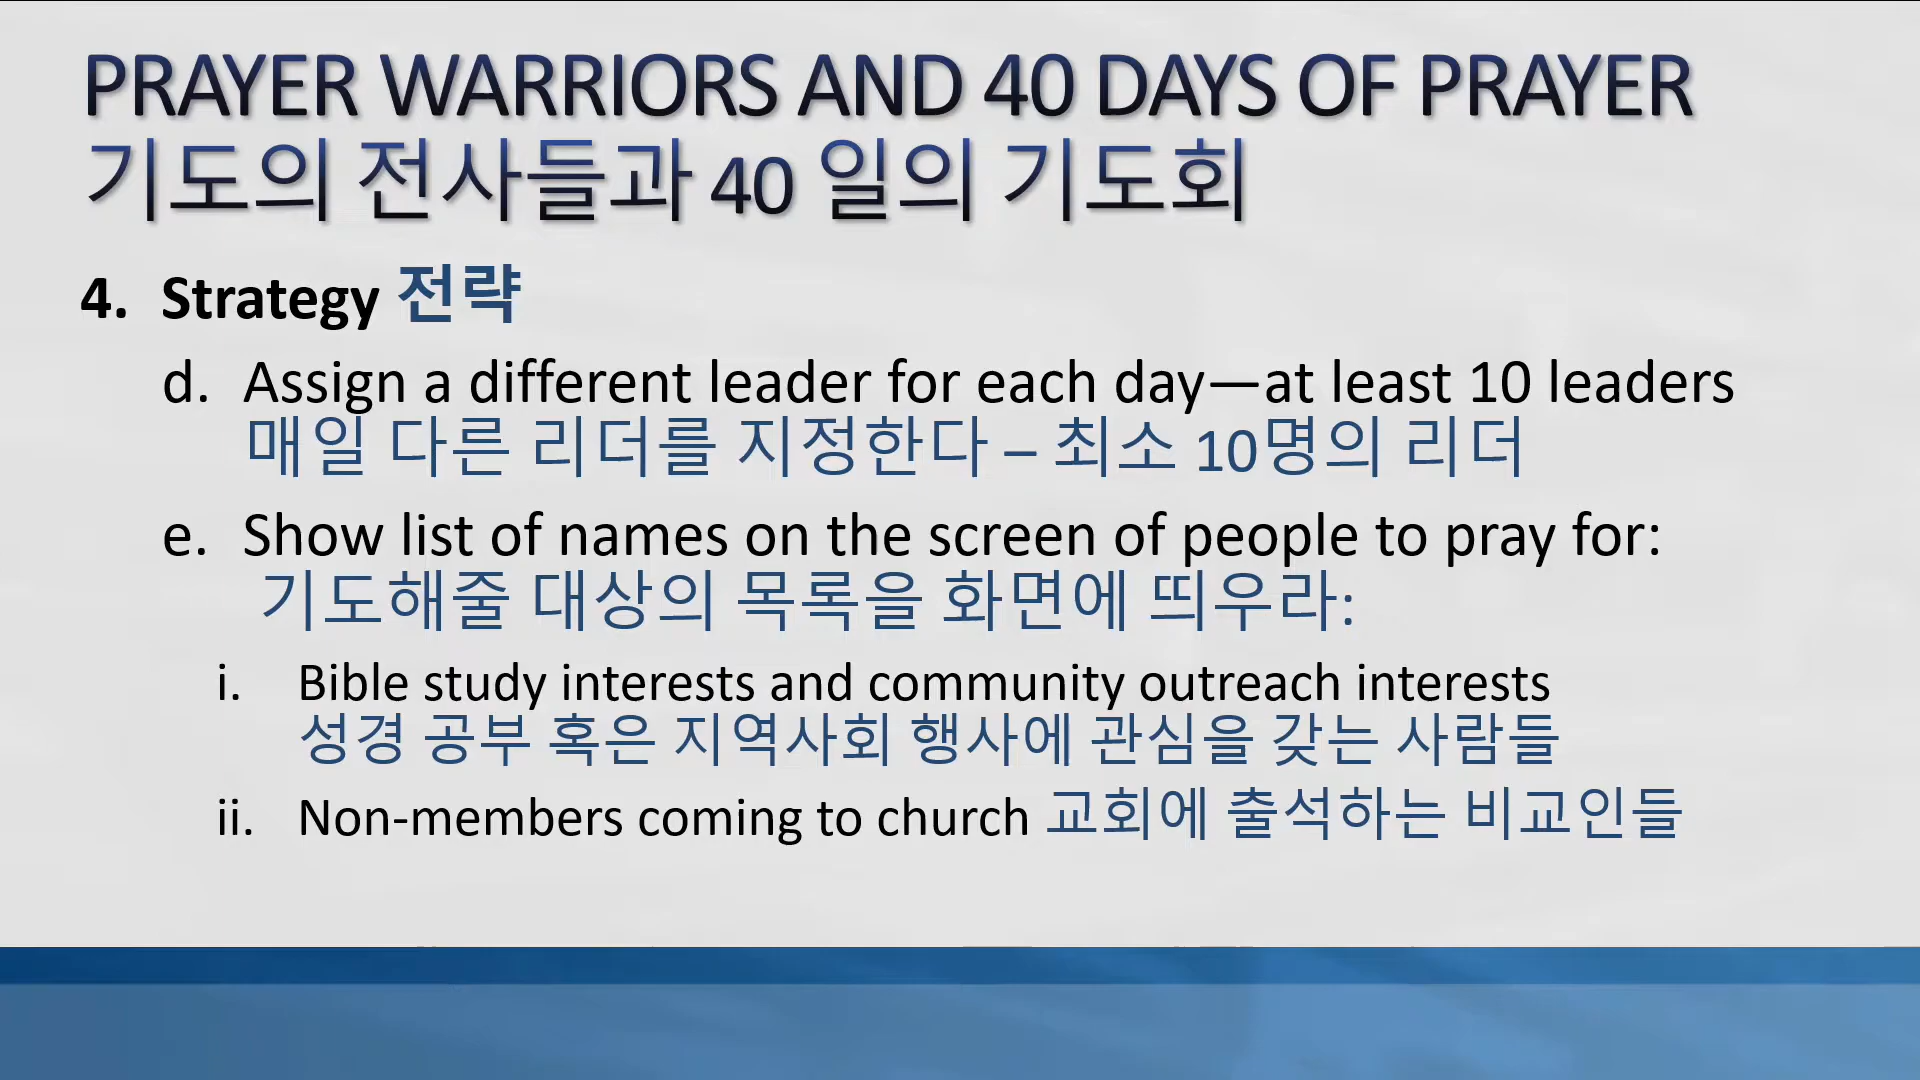 PRAYER WARRIORS AND 40 DAYS OF PRAYER
기도의 전사들과 40 일의 기도회
4. Strategy 전략
d. Assign a different leader for each day—at least 10 leaders
매일 다른 리더를 지정한다 – 최소 10명의 리더
e. Show list of names on the screen of people to pray for:
기도해줄 대상의 목록을 화면에 띄우라:
i. Bible study interests and community outreach interests
성경 공부 혹은 지역사회 행사에 관심을 갖는 사람들
ii. Non-members coming to church 교회에 출석하는 비교인들